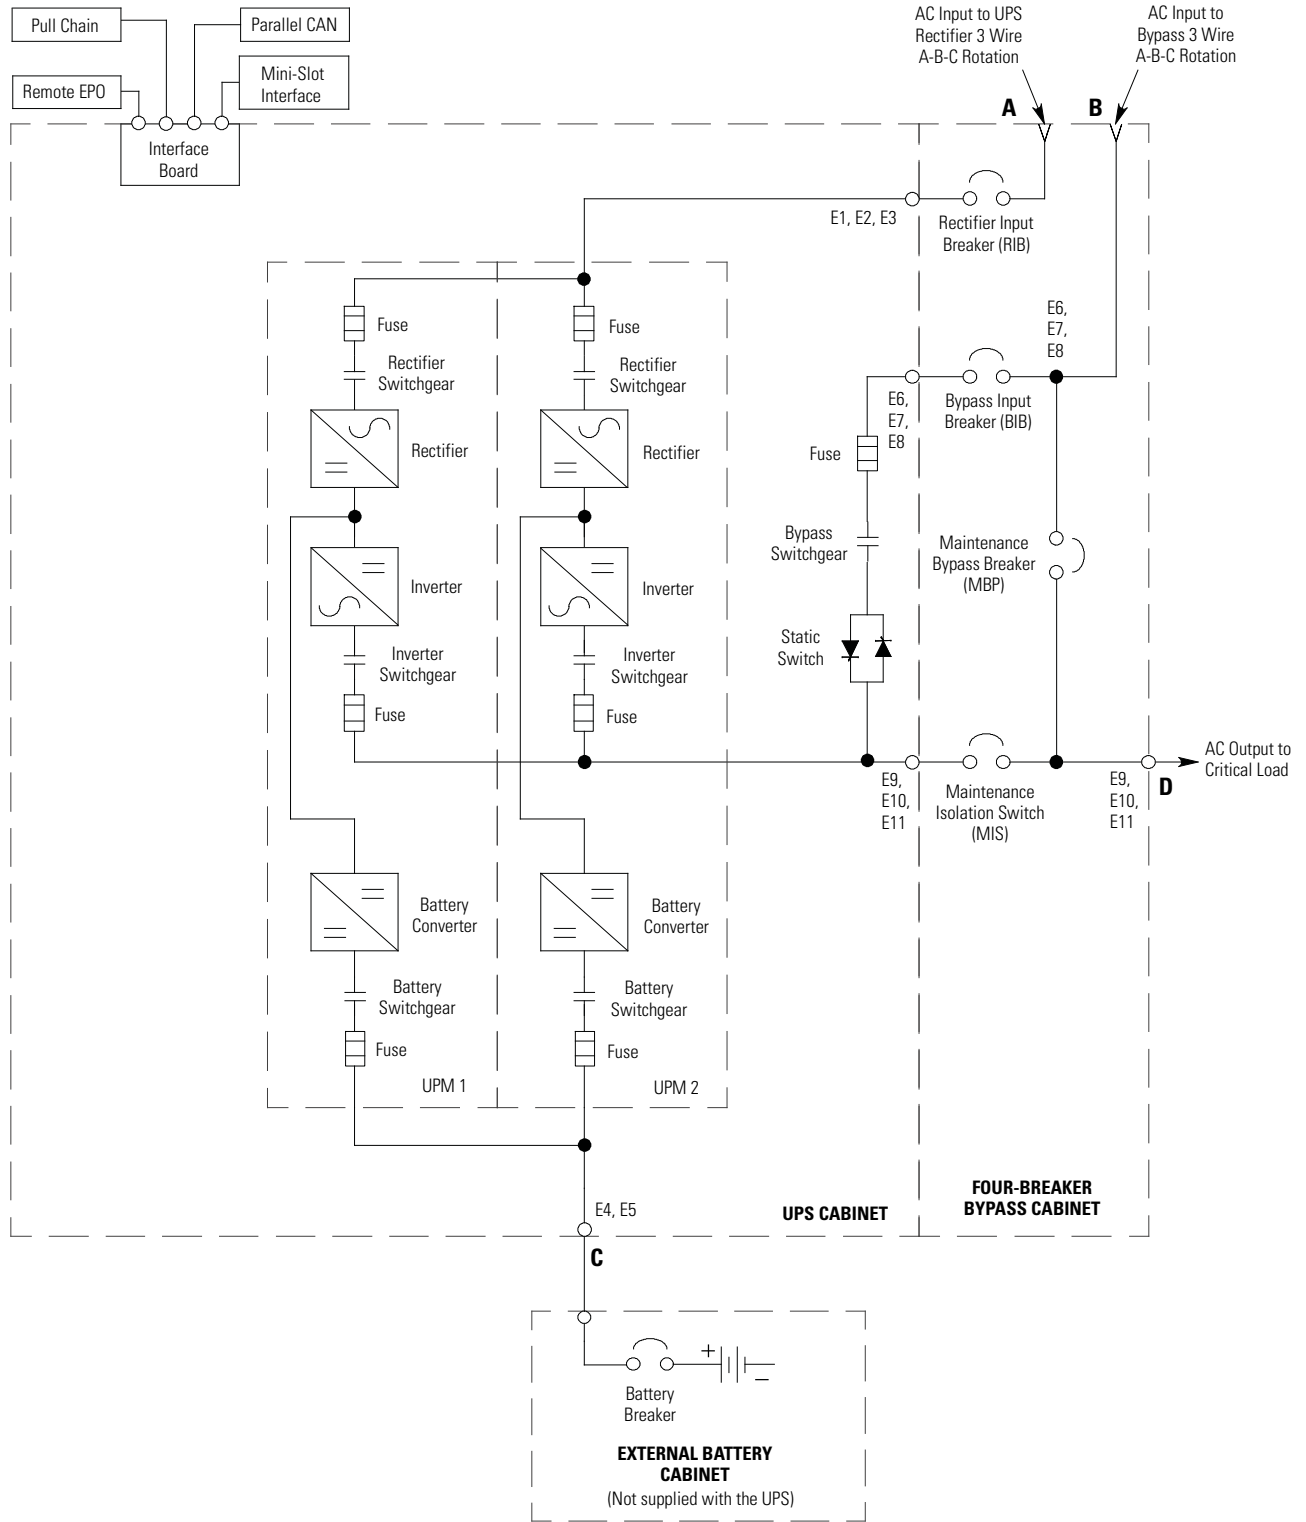 Pull Chain
Parallel CAN
Remote EPO
Mini-Slot
Interface
Interface
Board
AC Input to UPS
Rectifier 3 Wire
A-B-C Rotation
AC Input to
Bypass 3 Wire
A-B-C Rotation
A
B
E1, E2, E3
Rectifier Input
Breaker (RIB)
Fuse
Rectifier
Switchgear
Rectifier
Fuse
Rectifier
Switchgear
Rectifier
E6,
E7,
E8
E6,
E7,
E8
Bypass Input
Breaker (BIB)
Fuse
Bypass
Switchgear
Maintenance
Bypass Breaker
(MBP)
Inverter
Inverter
Static
Switch
Inverter
Switchgear
Fuse
Inverter
Switchgear
Fuse
E9,
E10,
E11
Maintenance
Isolation Switch
(MIS)
E9,
E10,
E11
D
AC Output to
Critical Load
Battery
Converter
Battery
Converter
Battery
Switchgear
Fuse
Battery
Switchgear
Fuse
UPM 1
UPM 2
E4, E5
UPS CABINET
FOUR-BREAKER
BYPASS CABINET
C
+
–
Battery
Breaker
EXTERNAL BATTERY
CABINET
(Not supplied with the UPS)